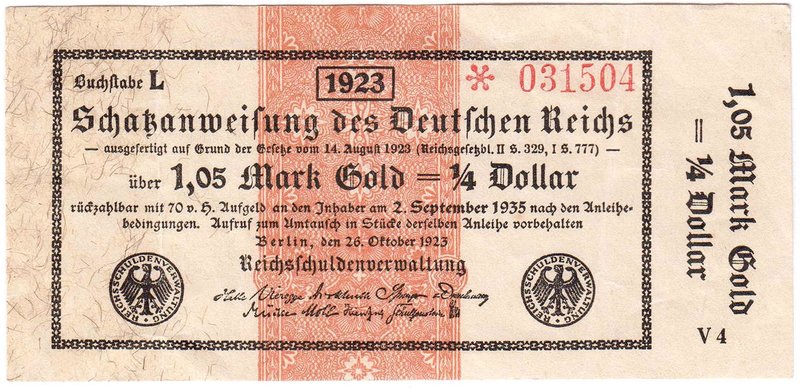 Buchstabe L
1923
* 031504
Schatzanweisung des Deutschen Reichs
— ausgefertigt auf Grund der Gesetze vom 14. August 1923 (Reichsgesetzbl. II S. 329, I S. 777) —
über 1,05 Mark Gold = ¼ Dollar
rückzahlbar mit 70 v. H. Aufgeld an den Inhaber am 2. September 1935 nach den Anleihe-
bedingungen. Aufruf zum Umtausch in Stücke derselben Anleihe vorbehalten
Berlin, den 26. Oktober 1923
Reichsschuldenverwaltung
REICHSSCHULDENVERWALTUNG
REICHSSCHULDENVERWALTUNG
1,05 Mark Gold
= ¼ Dollar
V 4